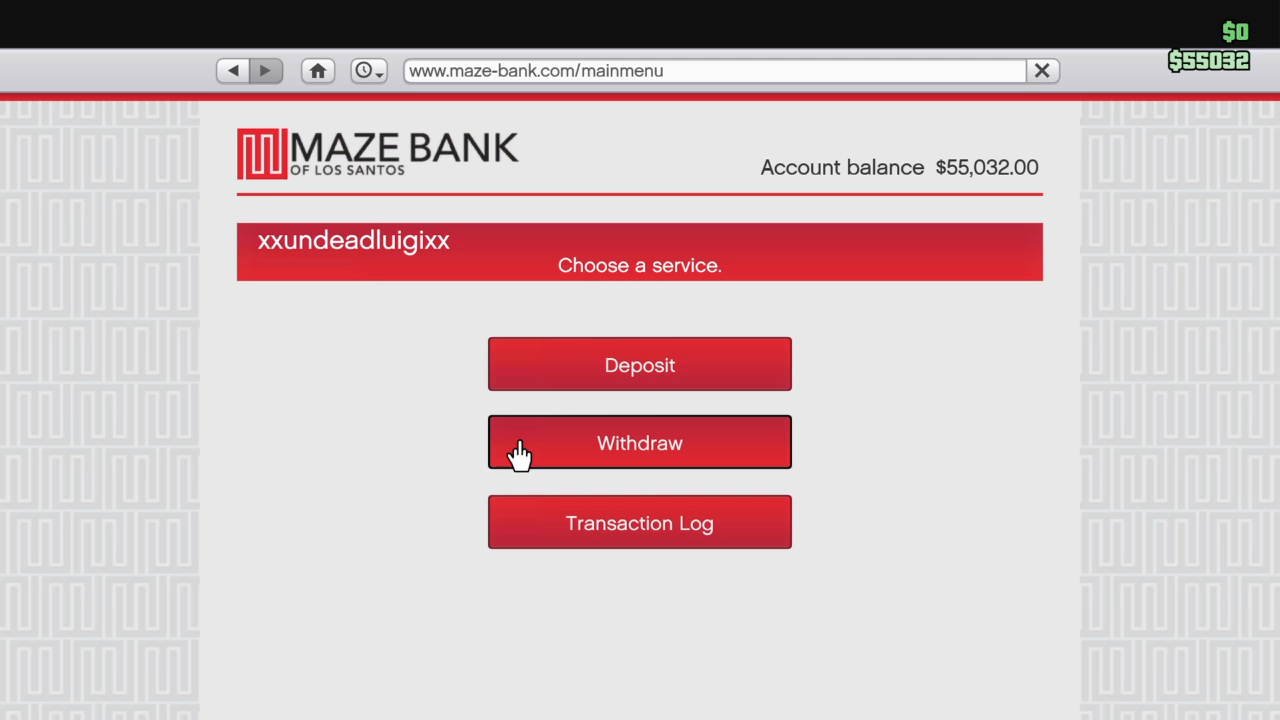 $0
$55032
www.maze-bank.com/mainmenu
MAZE BANK
OF LOS SANTOS
Account balance $55,032.00
xxundeadluigixx
Choose a service.
Deposit
Withdraw
Transaction Log